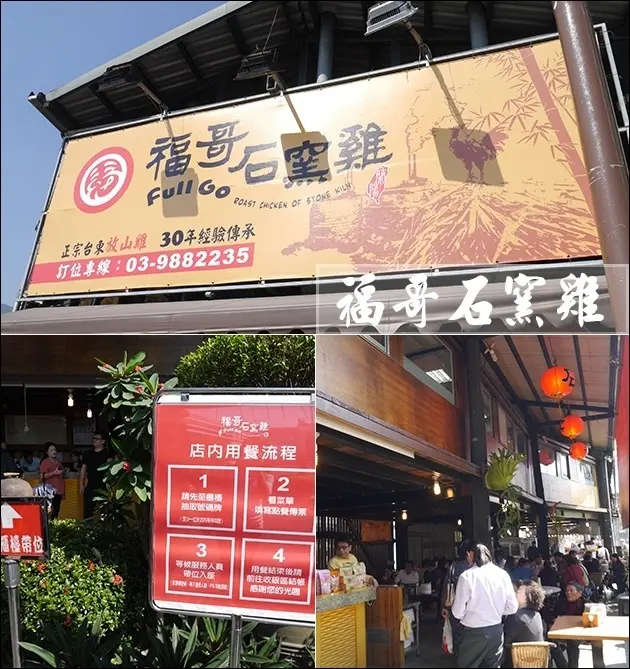 福哥石窯雞
Full Go
ROAST CHICKEN OF STONE KILN
正宗台東放山雞 30年經驗傳承
訂位專線：03-9882235
福哥石窯雞
福哥石窯雞
Full Go
店內用餐流程
1
請先至櫃檯
抽取號碼牌
2
看菜單
填寫點餐傳票
3
等候服務人員
帶位入座
4
用餐結束後請
前往收銀區結帳
感謝您的光臨
櫃檯帶位